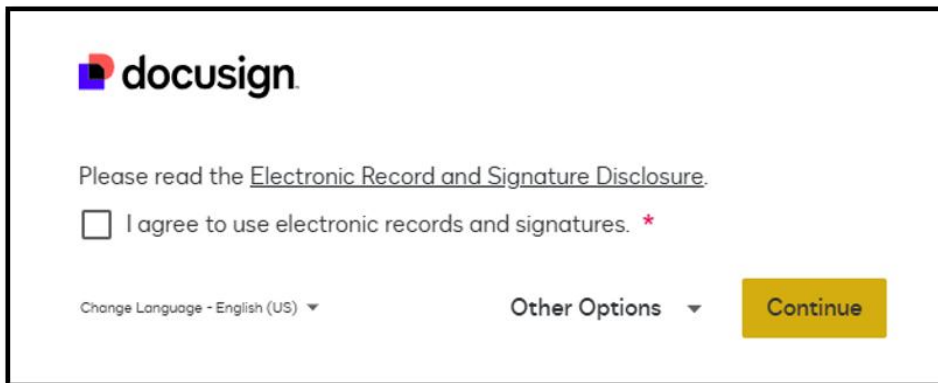 docusign
Please read the Electronic Record and Signature Disclosure.
I agree to use electronic records and signatures. *
Change Language - English (US)
Other Options
Continue